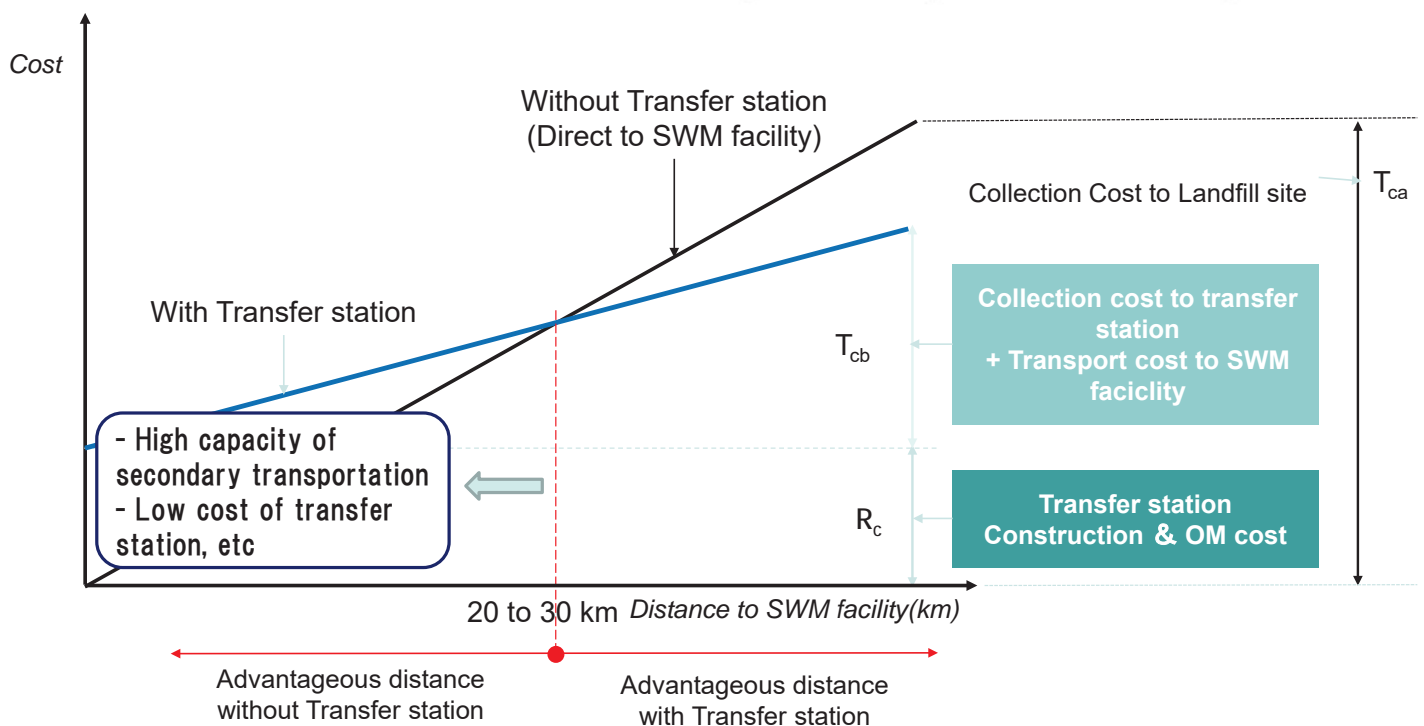 Cost
Without Transfer station
(Direct to SWM facility)
Collection Cost to Landfill site
Tca
With Transfer station
Tcb
Collection cost to transfer
station
+ Transport cost to SWM
faciclity
- High capacity of
secondary transportation
- Low cost of transfer
station, etc
Rc
Transfer station
Construction & OM cost
20 to 30 km
Distance to SWM facility(km)
Advantageous distance
without Transfer station
Advantageous distance
with Transfer station